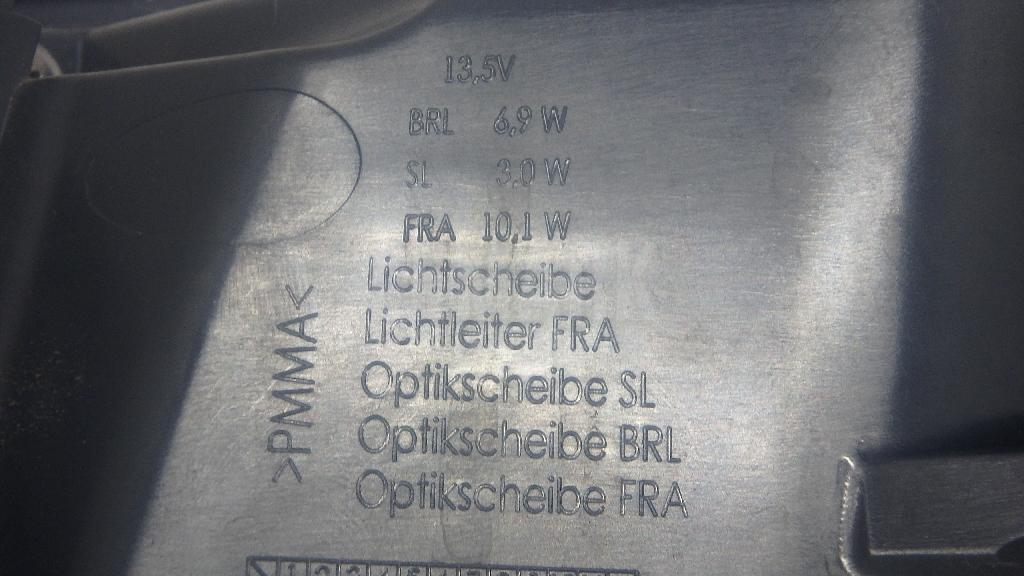 13,5V
BRL 6,9 W
SL 3,0 W
FRA 10,1 W
>PMMA<
Lichtscheibe
Lichtleiter FRA
Optikscheibe SL
Optikscheibe BRL
Optikscheibe FRA